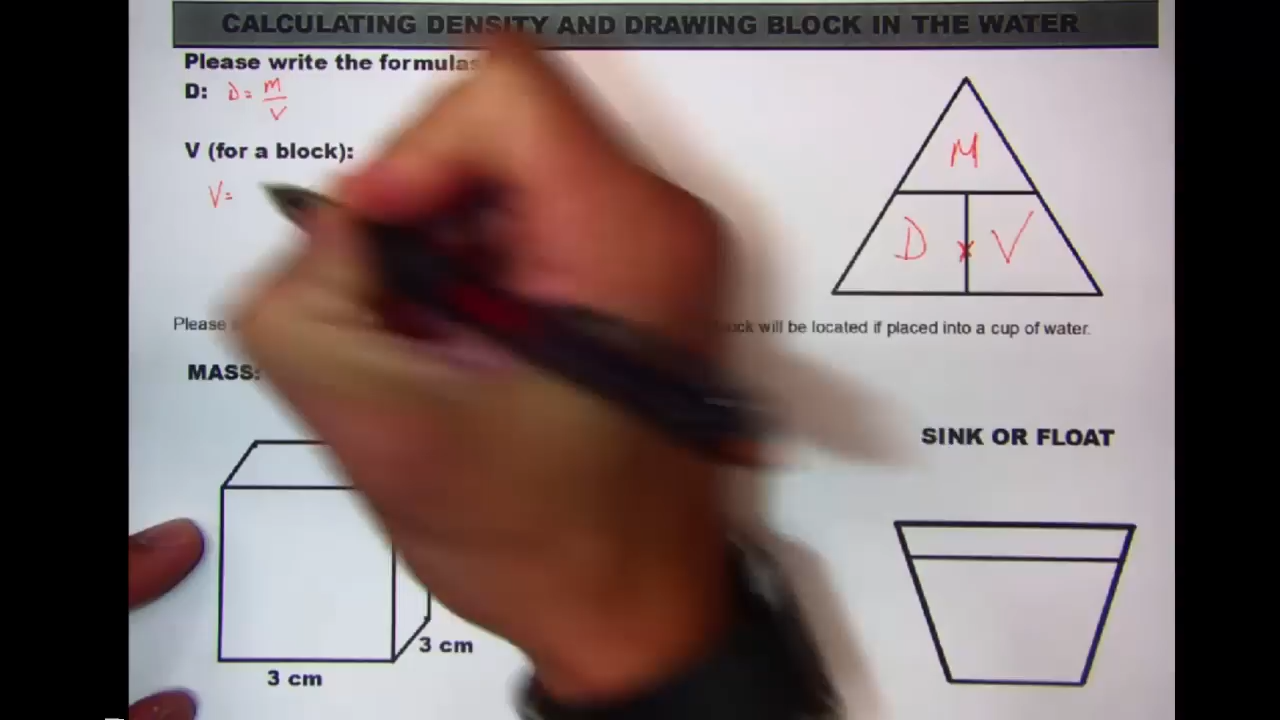 CALCULATING DENSITY AND DRAWING BLOCK IN THE WATER
Please write the formulas
D: D = M
V
V (for a block):
V =
M
D x V
Please
will be located if placed into a cup of water.
MASS:
SINK OR FLOAT
3 cm
3 cm